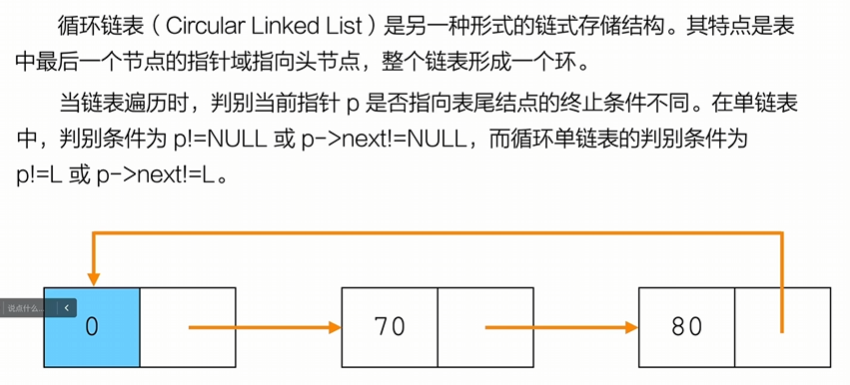 循环链表（Circular Linked List）是另一种形式的链式存储结构。其特点是表
中最后一个节点的指针域指向头节点，整个链表形成一个环。
当链表遍历时，判别当前指针 p 是否指向表尾结点的终止条件不同。在单链表
中，判别条件为 p!=NULL 或 p->next!=NULL，而循环单链表的判别条件为
p!=L 或 p->next!=L。
说点什么...
0
70
80